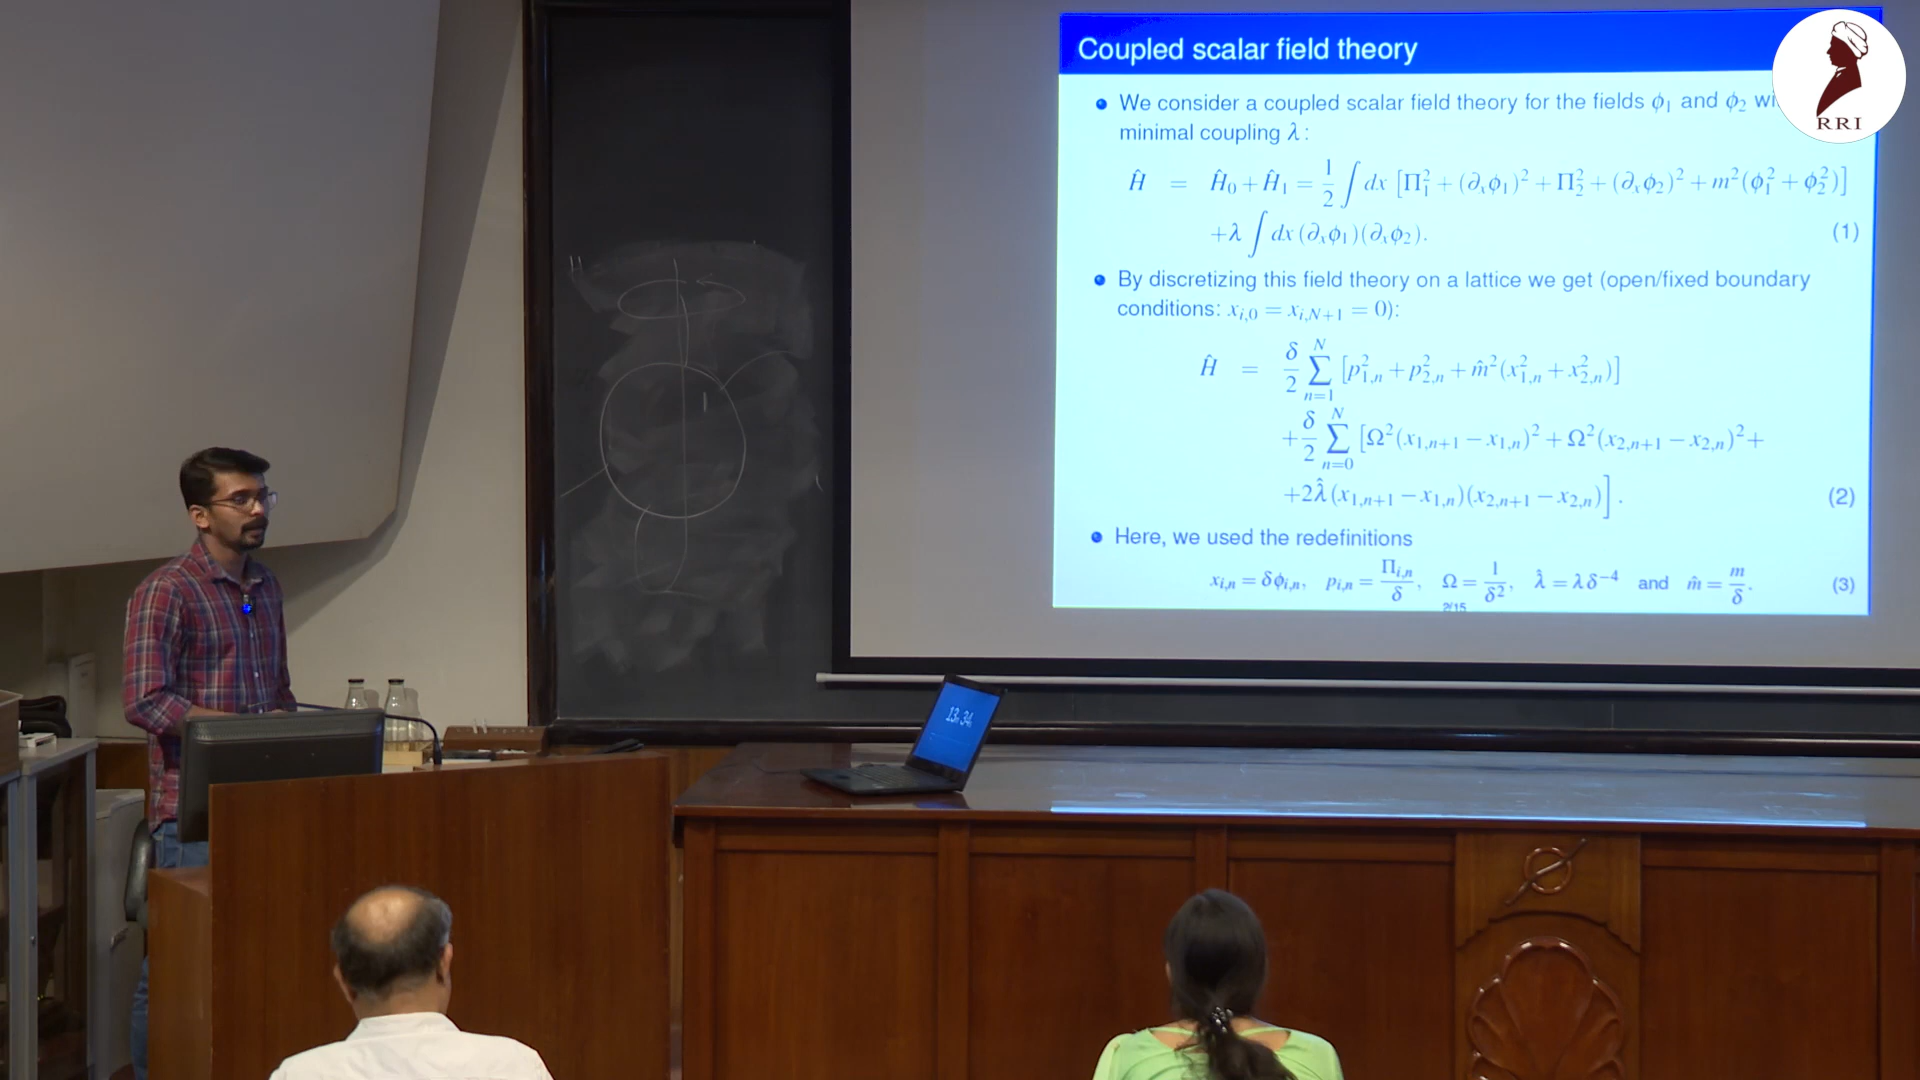 Coupled scalar field theory
We consider a coupled scalar field theory for the fields ϕ₁ and ϕ₂
minimal coupling λ:
Ĥ = Ĥ₀ + Ĥ₁ = 1/2 ∫ dx [Π₁² + (∂ₓϕ₁)² + Π₂² + (∂ₓϕ₂)² + m²(ϕ₁² + ϕ₂²)]
+λ ∫ dx (∂ₓϕ₁)(∂ₓϕ₂). (1)
By discretizing this field theory on a lattice we get (open/fixed boundary
conditions: x_{i,0} = x_{i,N+1} = 0):
Ĥ = δ/2 ∑_{n=1}^{N} [p²_{1,n} + p²_{2,n} + m̂²(x²_{1,n} + x²_{2,n})]
+ δ/2 ∑_{n=0}^{N} [Ω²(x_{1,n+1} − x_{1,n})² + Ω²(x_{2,n+1} − x_{2,n})² +
+2λ̂(x_{1,n+1} − x_{1,n})(x_{2,n+1} − x_{2,n})]. (2)
Here, we used the redefinitions
x_{i,n} = δϕ_{i,n}, p_{i,n} = Π_{i,n}/δ, Ω = 1/δ², λ̂ = λδ⁻⁴ and m̂ = m/δ. (3)
2/15
RRI